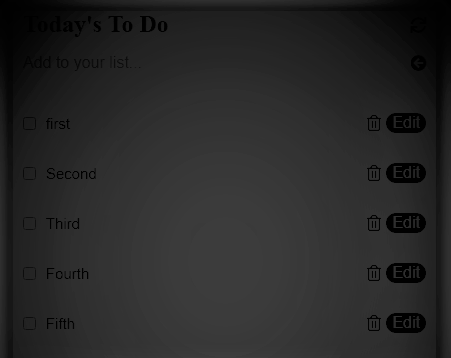 Today's To Do
Add to your list...
first Edit
Second Edit
Third Edit
Fourth Edit
Fifth Edit